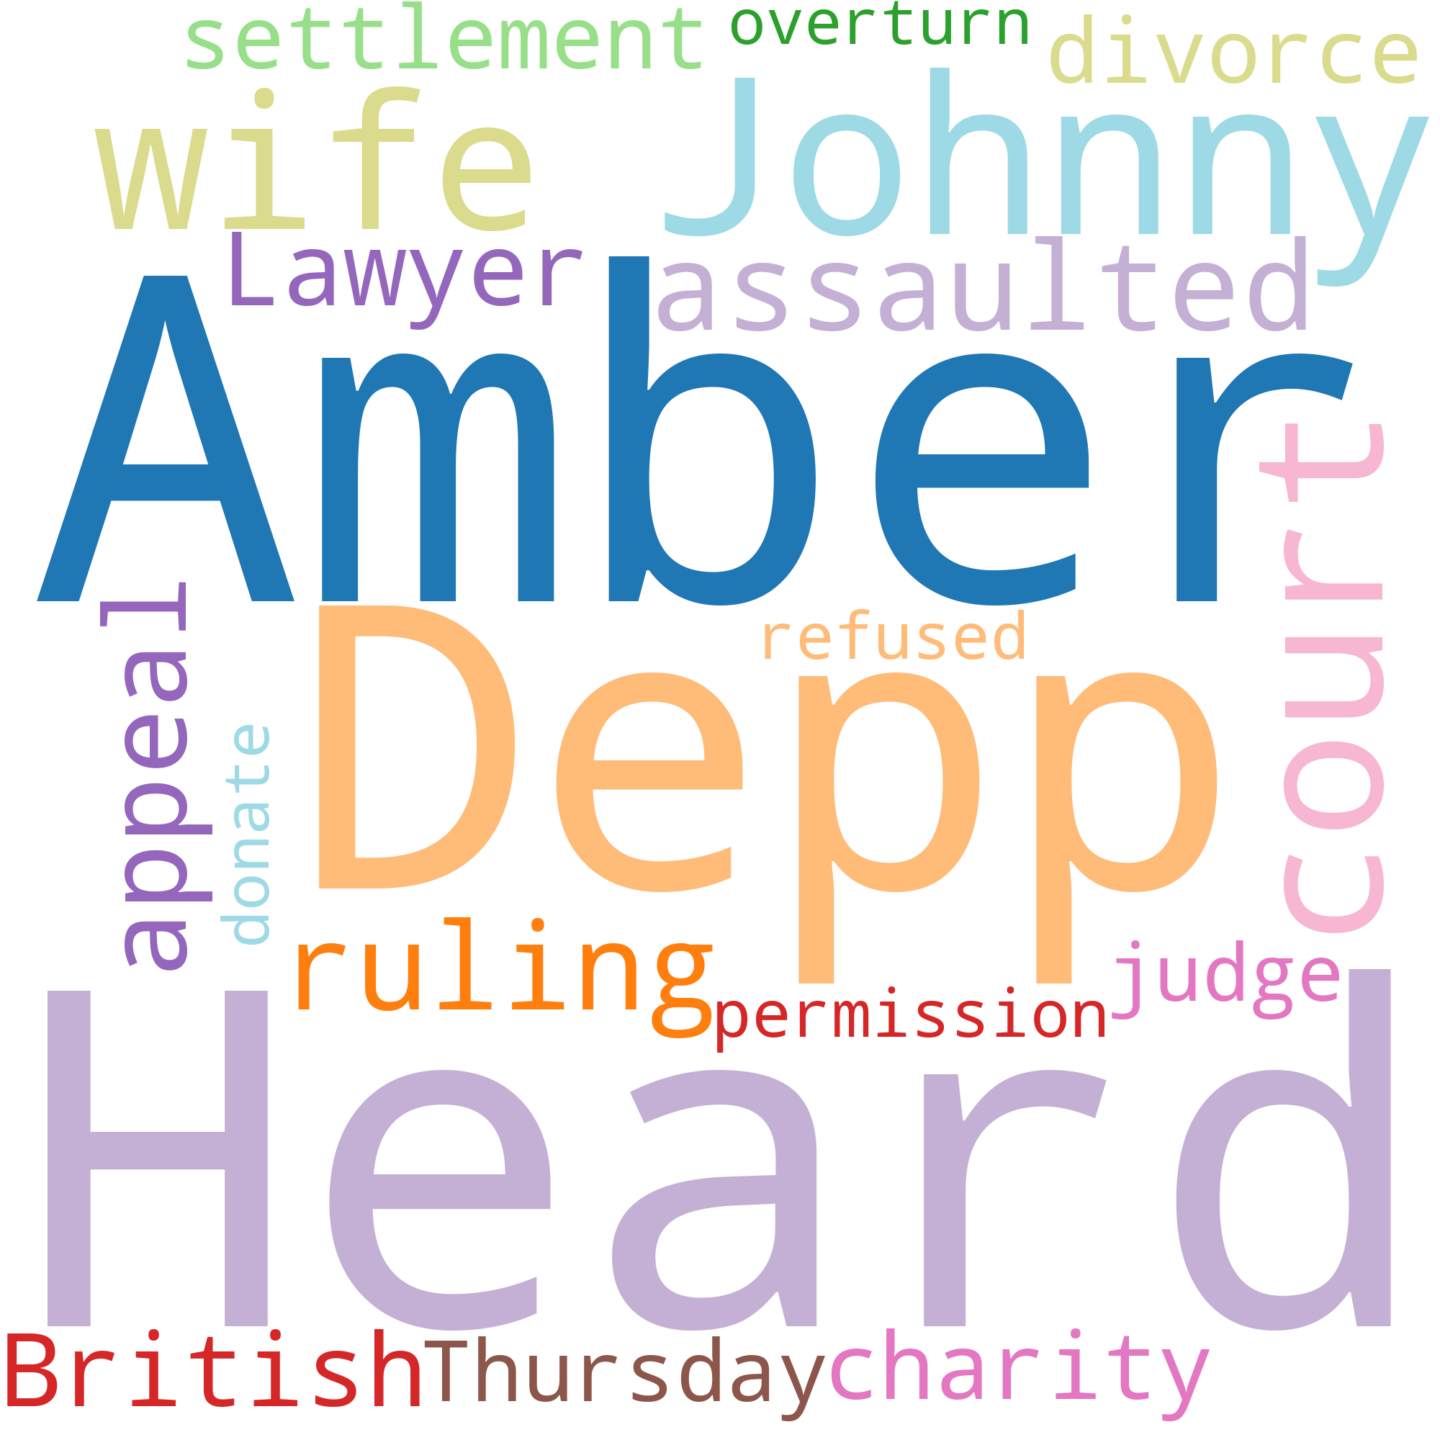 settlement
overturn
divorce
wife
Johnny
Lawyer
assaulted
Amber
court
appeal
Depp
refused
donate
ruling
judge
permission
Heard
British
Thursday
charity